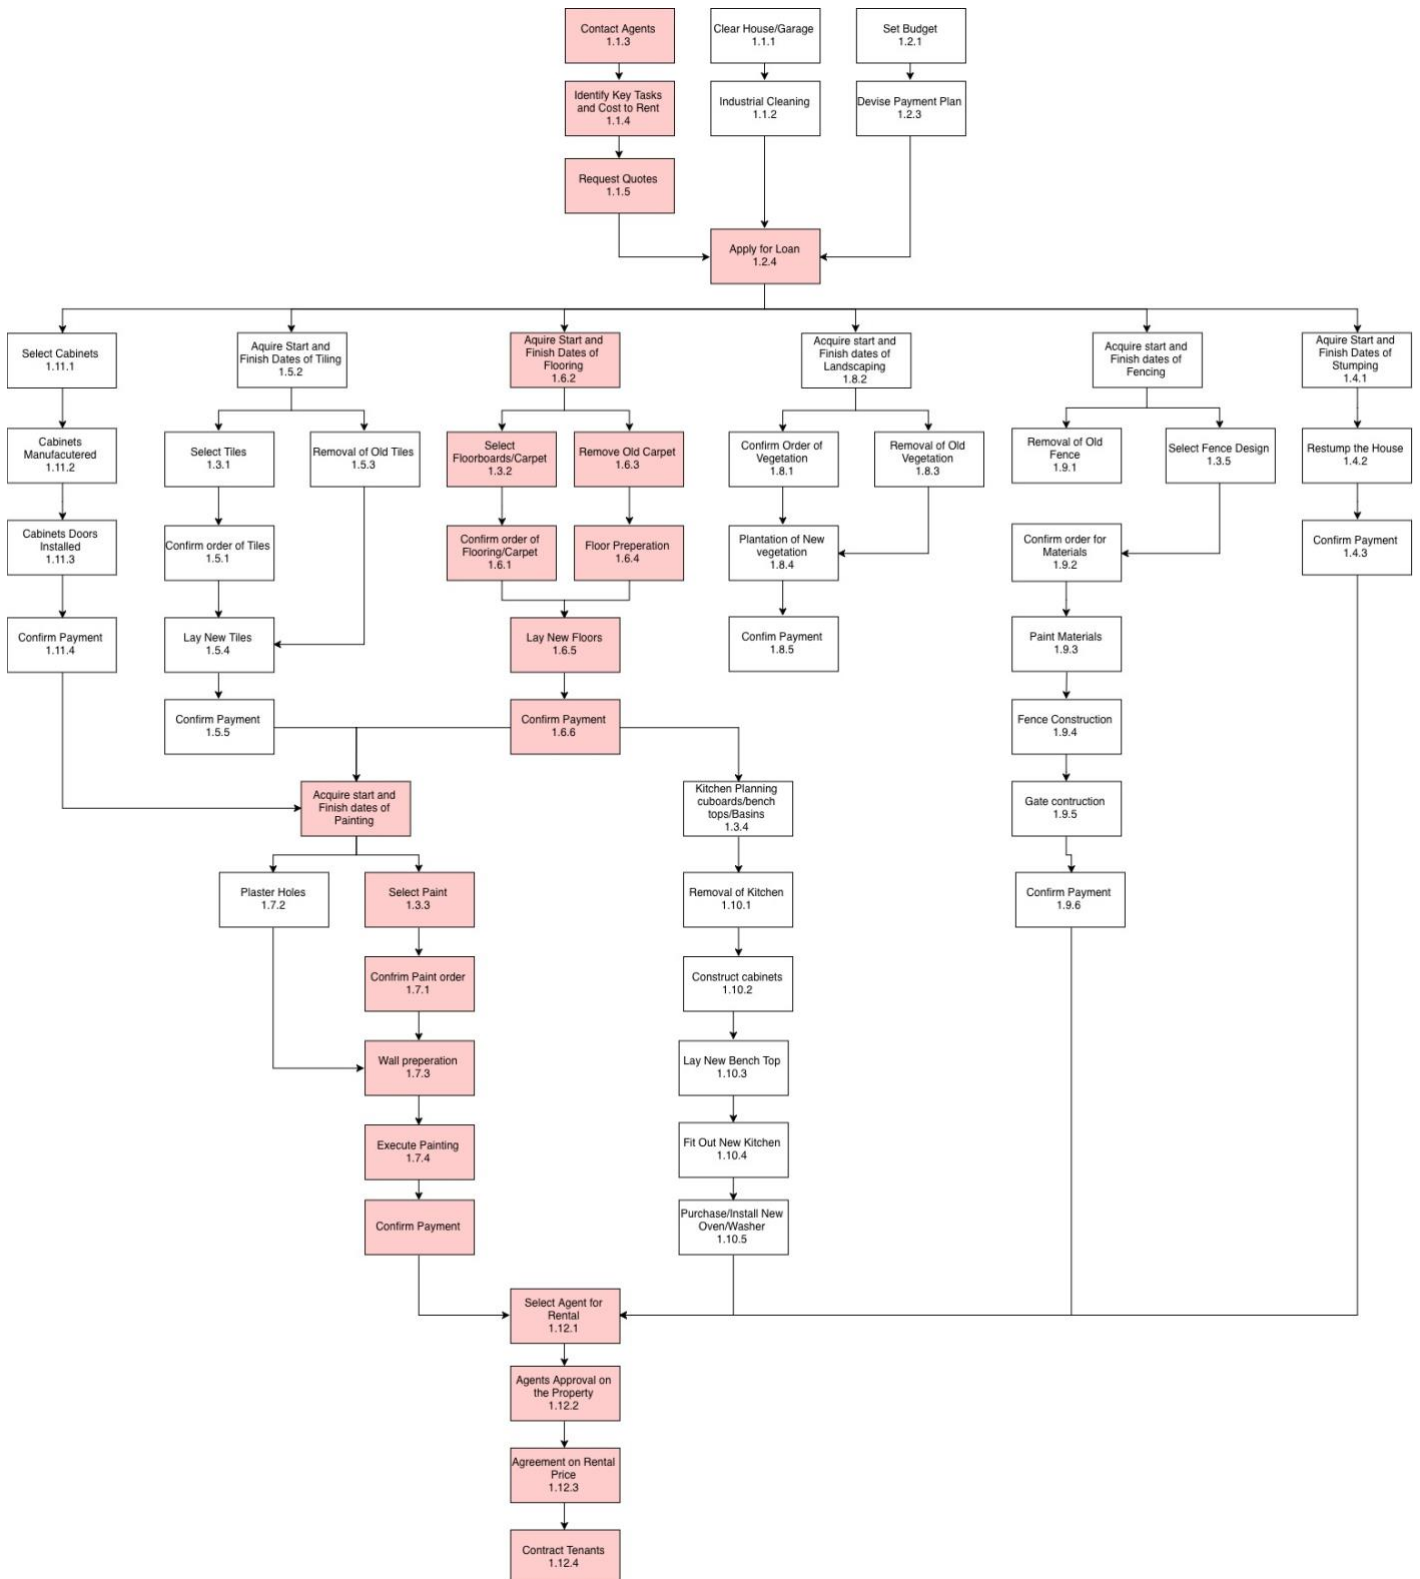 Contact Agents
1.1.3
Clear House/Garage
1.1.1
Set Budget
1.2.1
Identify Key Tasks
and Cost to Rent
1.1.4
Industrial Cleaning
1.1.2
Devise Payment Plan
1.2.3
Request Quotes
1.1.5
Apply for Loan
1.2.4
Select Cabinets
1.11.1
Aquire Start and
Finish Dates of Tiling
1.5.2
Aquire Start and
Finish Dates of
Flooring
1.6.2
Acquire start and
Finish dates of
Landscaping
1.8.2
Acquire start and
Finish dates of
Fencing
Aquire Start and
Finish Dates of
Stumping
1.4.1
Cabinets
Manufacutered
1.11.2
Select Tiles
1.3.1
Removal of Old Tiles
1.5.3
Select
Floorboards/Carpet
1.3.2
Remove Old Carpet
1.6.3
Confirm Order of
Vegetation
1.8.1
Removal of Old
Vegetation
1.8.3
Removal of Old
Fence
1.9.1
Select Fence Design
1.3.5
Restump the House
1.4.2
Cabinets Doors
Installed
1.11.3
Confirm order of Tiles
1.5.1
Confirm order of
Flooring/Carpet
1.6.1
Floor Preperation
1.6.4
Plantation of New
vegetation
1.8.4
Confirm order for
Materials
1.9.2
Confirm Payment
1.4.3
Confirm Payment
1.11.4
Lay New Tiles
1.5.4
Lay New Floors
1.6.5
Confim Payment
1.8.5
Paint Materials
1.9.3
Confirm Payment
1.5.5
Confirm Payment
1.6.6
Fence Construction
1.9.4
Acquire start and
Finish dates of
Painting
Kitchen Planning
cuboards/bench
tops/Basins
1.3.4
Gate contruction
1.9.5
Plaster Holes
1.7.2
Select Paint
1.3.3
Removal of Kitchen
1.10.1
Confirm Payment
1.9.6
Confrim Paint order
1.7.1
Construct cabinets
1.10.2
Wall preperation
1.7.3
Lay New Bench Top
1.10.3
Execute Painting
1.7.4
Fit Out New Kitchen
1.10.4
Confirm Payment
Purchase/Install New
Oven/Washer
1.10.5
Select Agent for
Rental
1.12.1
Agents Approval on
the Property
1.12.2
Agreement on Rental
Price
1.12.3
Contract Tenants
1.12.4